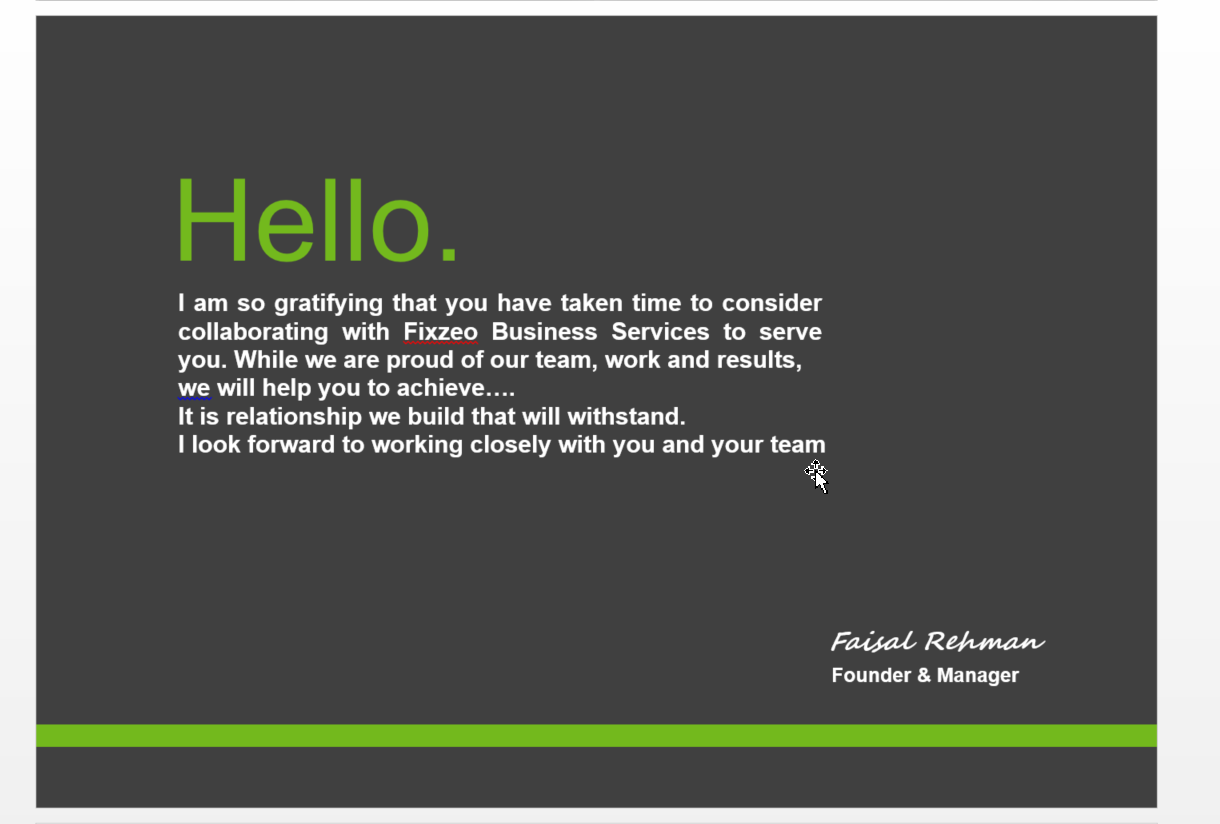 Hello.
I am so gratifying that you have taken time to consider
collaborating with Fixzeo Business Services to serve
you. While we are proud of our team, work and results,
we will help you to achieve….
It is relationship we build that will withstand.
I look forward to working closely with you and your team
Faisal Rehman
Founder & Manager